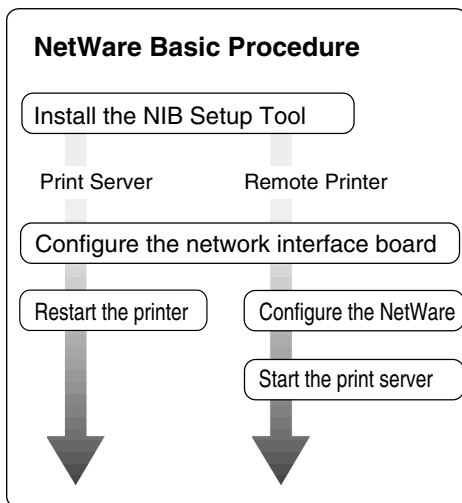 NetWare Basic Procedure
Install the NIB Setup Tool
Print Server
Remote Printer
Configure the network interface board
Restart the printer
Configure the NetWare
Start the print server